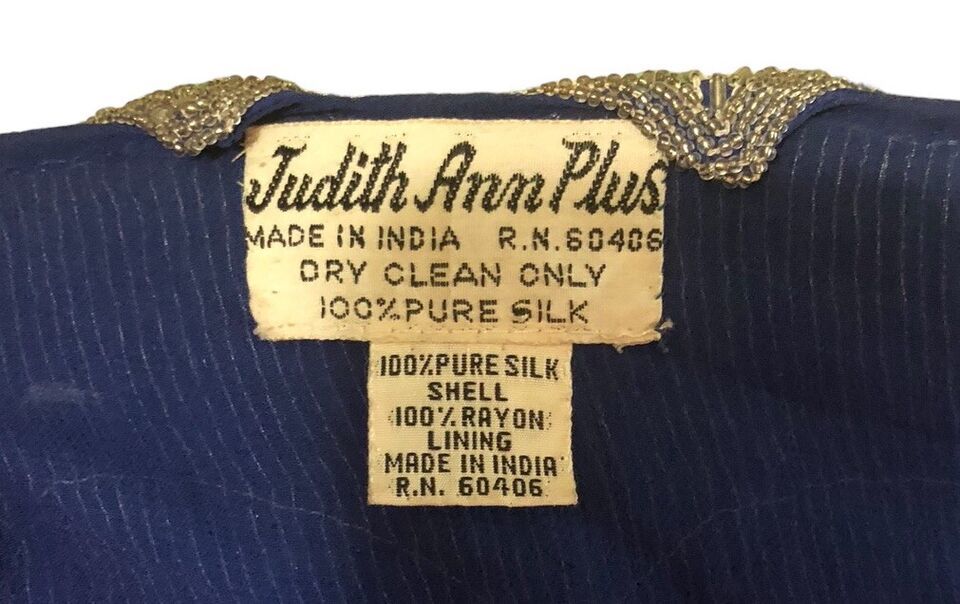 Judith Ann Plus
MADE IN INDIA R.N.60406
DRY CLEAN ONLY
100%PURE SILK
100%PURE SILK
SHELL
100% RAYON
LINING
MADE IN INDIA
R.N. 60406